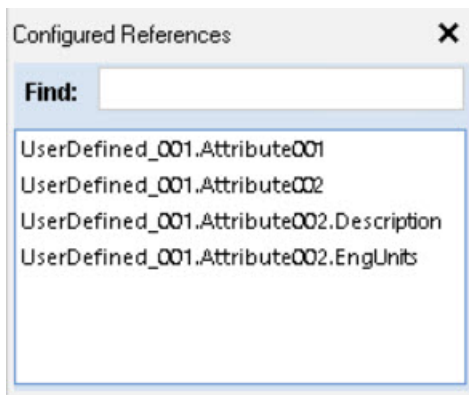 Configured References
Find:
UserDefined_001.Attribute001
UserDefined_001.Attribute002
UserDefined_001.Attribute002.Description
UserDefined_001.Attribute002.EngUnits